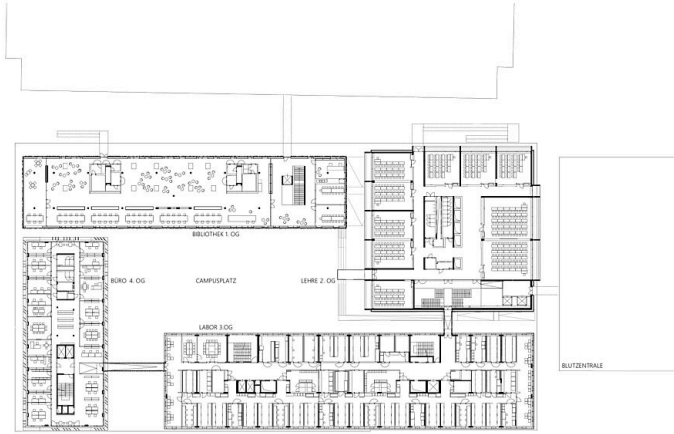 BIBLIOTHEK 1. OG
BÜRO  4. OG
CAMPUSPLATZ
LEHRE 2. OG
LABOR 3.OG
BLUTZENTRALE